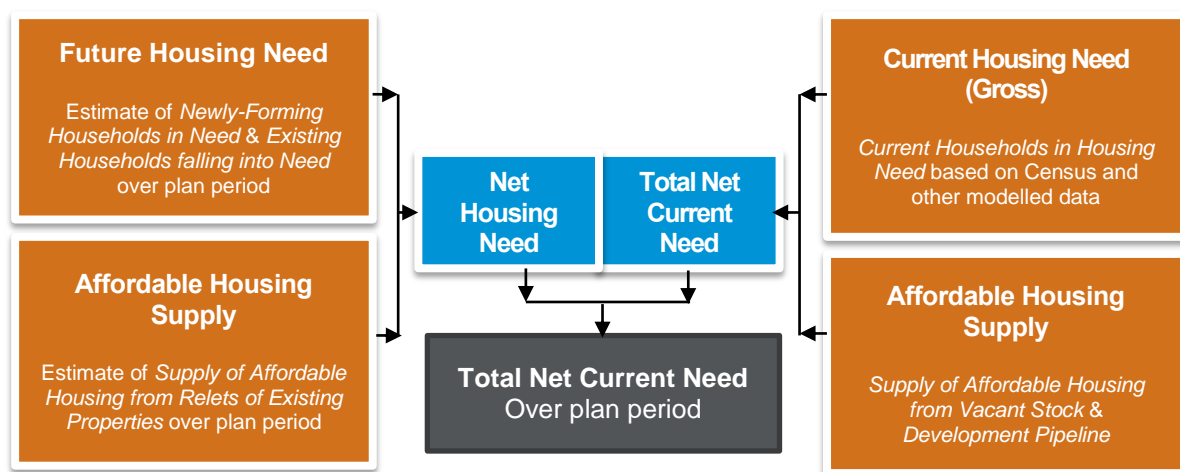 Future Housing Need
Estimate of Newly-Forming
Households in Need & Existing
Households falling into Need
over plan period
Affordable Housing
Supply
Estimate of Supply of Affordable
Housing from Relets of Existing
Properties over plan period
Net
Housing
Need
Total Net
Current
Need
Total Net Current Need
Over plan period
Current Housing Need
(Gross)
Current Households in Housing
Need based on Census and
other modelled data
Affordable Housing
Supply
Supply of Affordable Housing
from Vacant Stock &
Development Pipeline